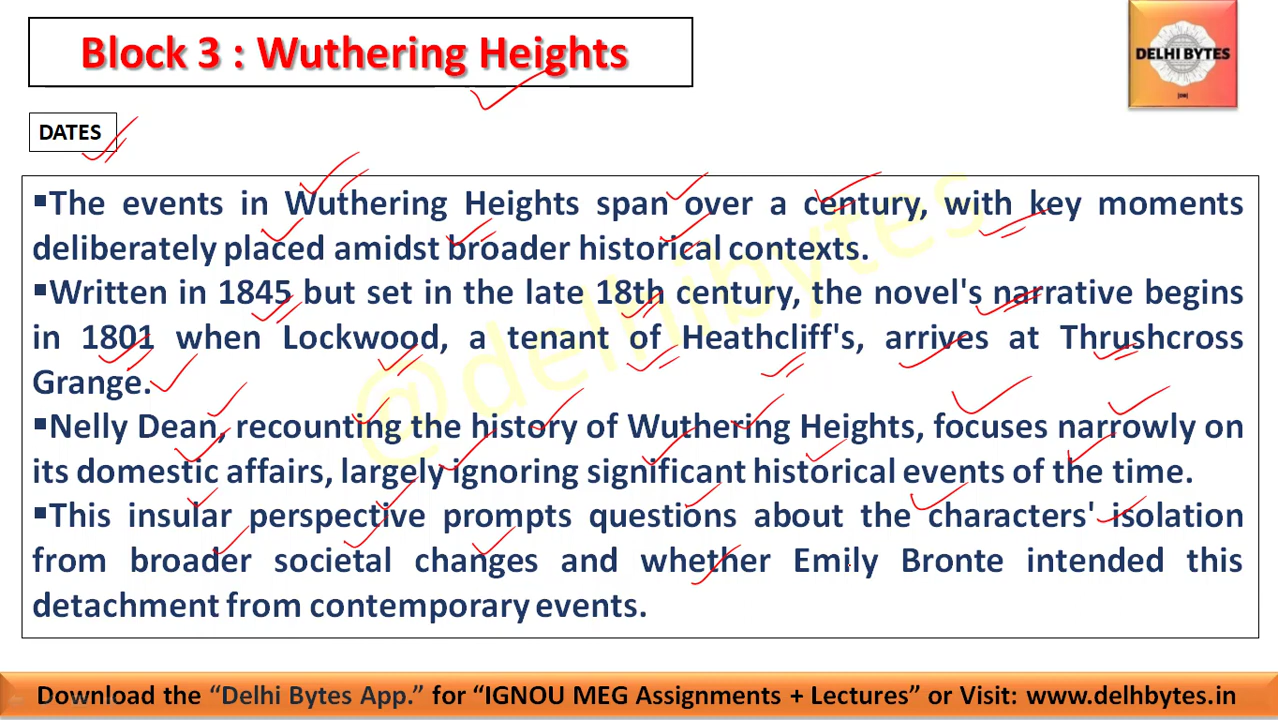 Block 3 : Wuthering Heights
DELHI BYTES
DATES
▪The events in Wuthering Heights span over a century, with key moments
deliberately placed amidst broader historical contexts.
▪Written in 1845 but set in the late 18th century, the novel's narrative begins
in 1801 when Lockwood, a tenant of Heathcliff's, arrives at Thrushcross
Grange.
▪Nelly Dean, recounting the history of Wuthering Heights, focuses narrowly on
its domestic affairs, largely ignoring significant historical events of the time.
▪This insular perspective prompts questions about the characters' isolation
from broader societal changes and whether Emily Bronte intended this
detachment from contemporary events.
@delhibytes
Download the “Delhi Bytes App.” for “IGNOU MEG Assignments + Lectures” or Visit: www.delhbytes.in